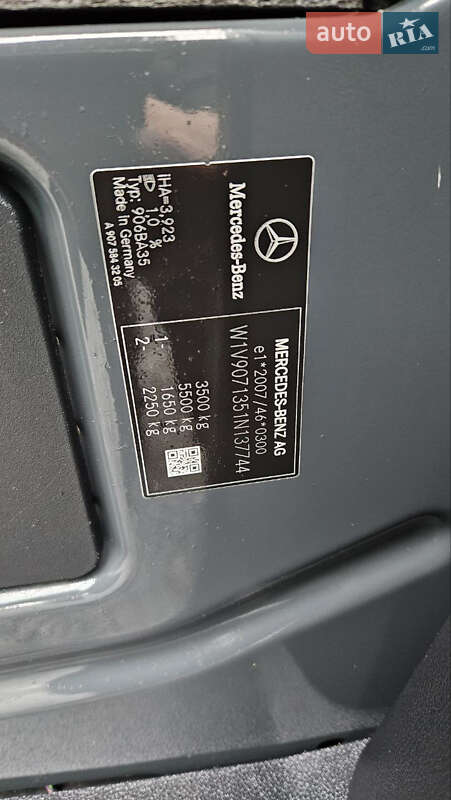 auto RIA.com
Mercedes-Benz
IHA=3,923
1,0 %
Typ: 906BA35
Made in Germany
A 907 584 32 05
MERCEDES-BENZ AG
e1*2007/46*0300
W1V9071351N137744
3500 kg
5500 kg
1- 1650 kg
2- 2250 kg